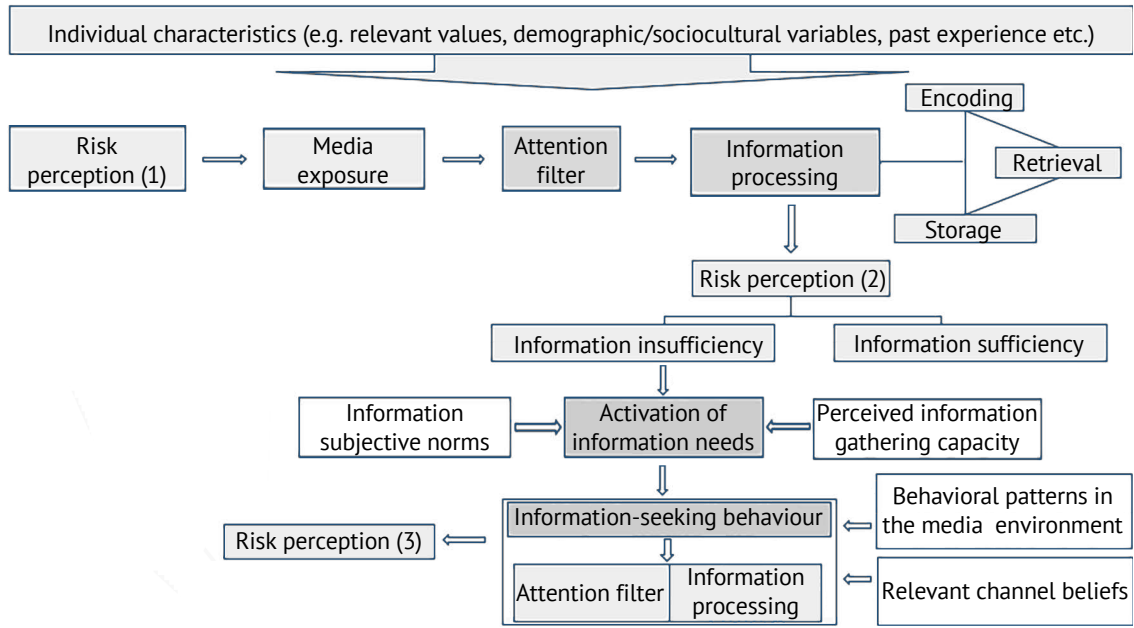 Individual characteristics (e.g. relevant values, demographic/sociocultural variables, past experience etc.)
Encoding
Risk
perception (1)
Media
exposure
Attention
filter
Information
processing
Retrieval
Storage
Risk perception (2)
Information insufficiency
Information sufficiency
Information
subjective norms
Activation of
information needs
Perceived information
gathering capacity
Information-seeking behaviour
Behavioral patterns in
the media environment
Risk perception (3)
Attention filter
Information
processing
Relevant channel beliefs